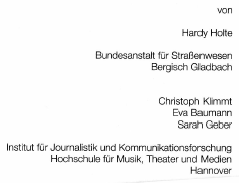 von
Hardy Holte
Bundesanstalt für Straßenwesen
Bergisch Gladbach
Christoph Klimmt
Eva Baumann
Sarah Geber
Institut für Journalistik und Kommunikationsforschung
Hochschule für Musik, Theater und Medien
Hannover